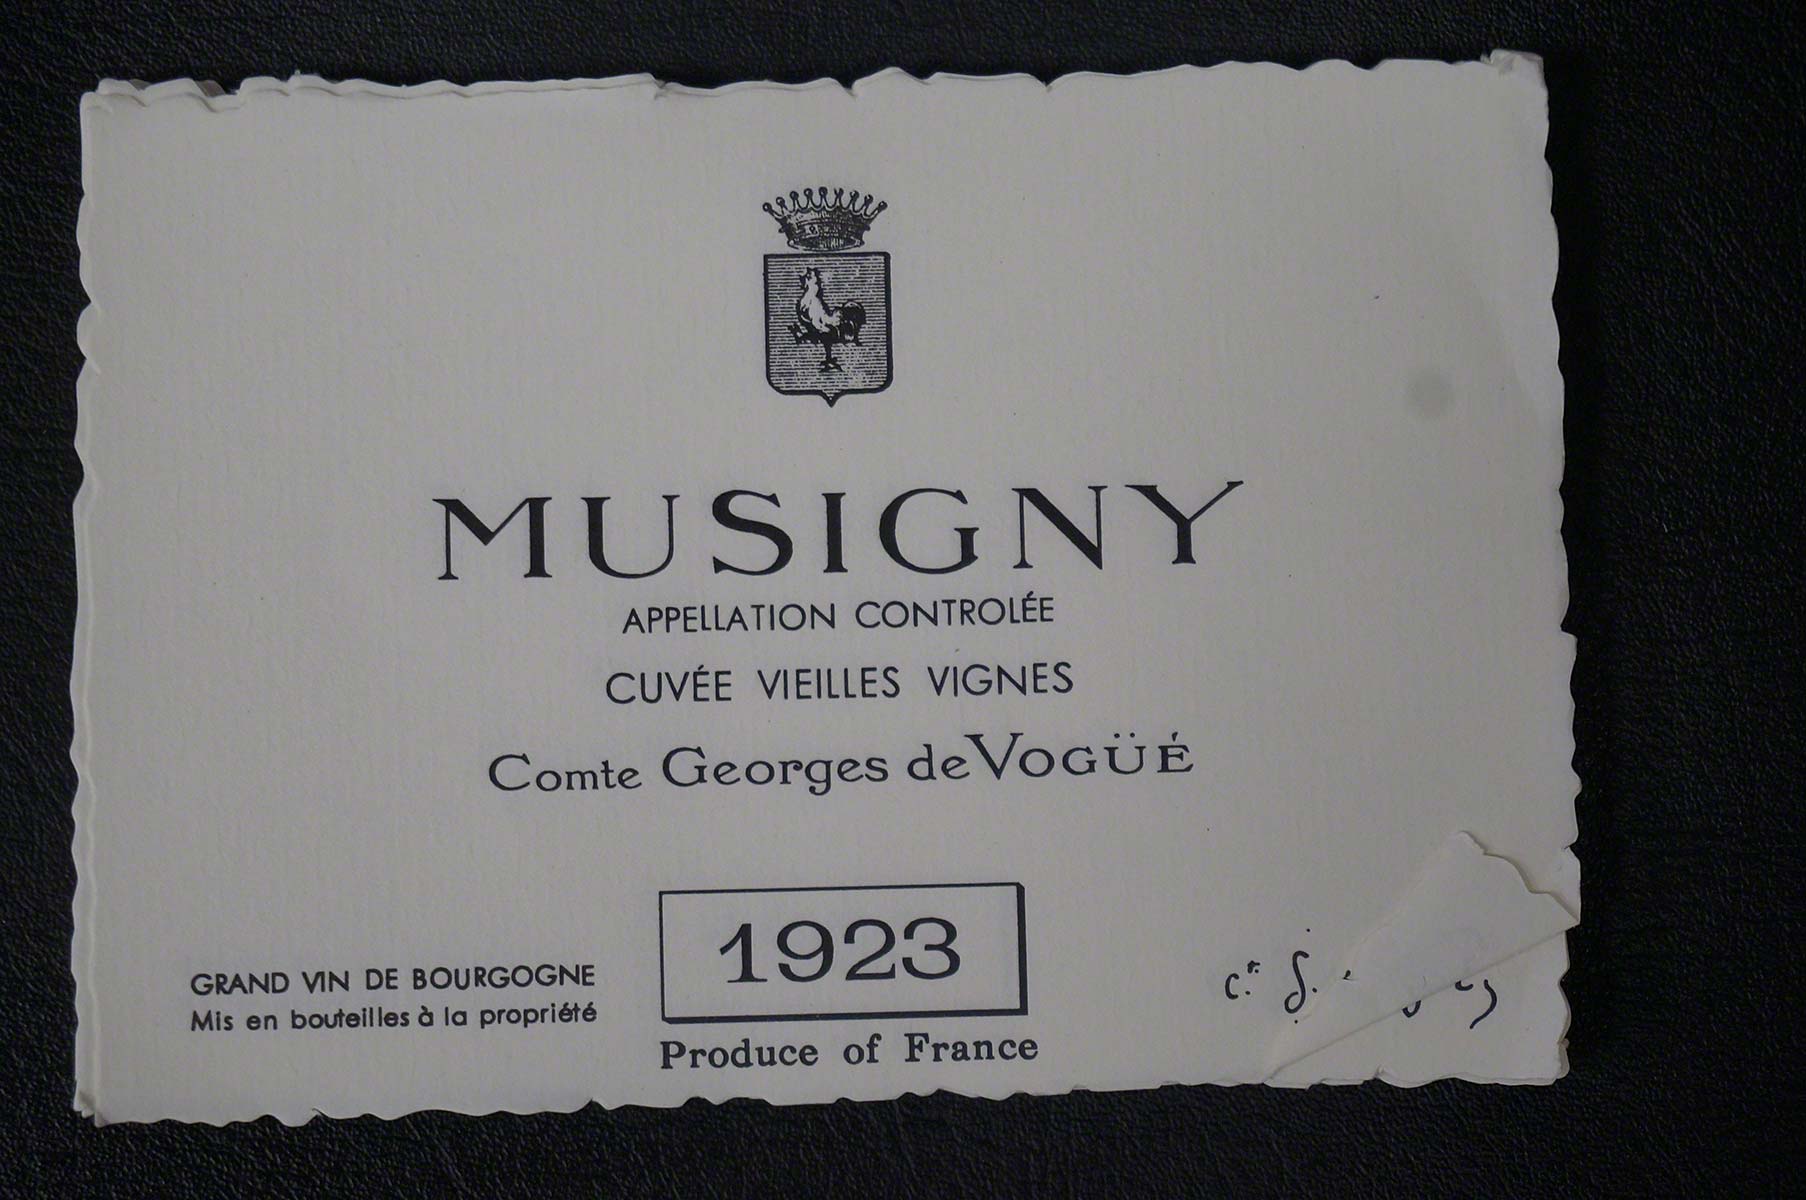 MUSIGNY
APPELLATION CONTROLÉE
CUVÉE VIEILLES VIGNES
Comte Georges de VOGÜÉ
1923
GRAND VIN DE BOURGOGNE
Mis en bouteilles à la propriété
Produce of France